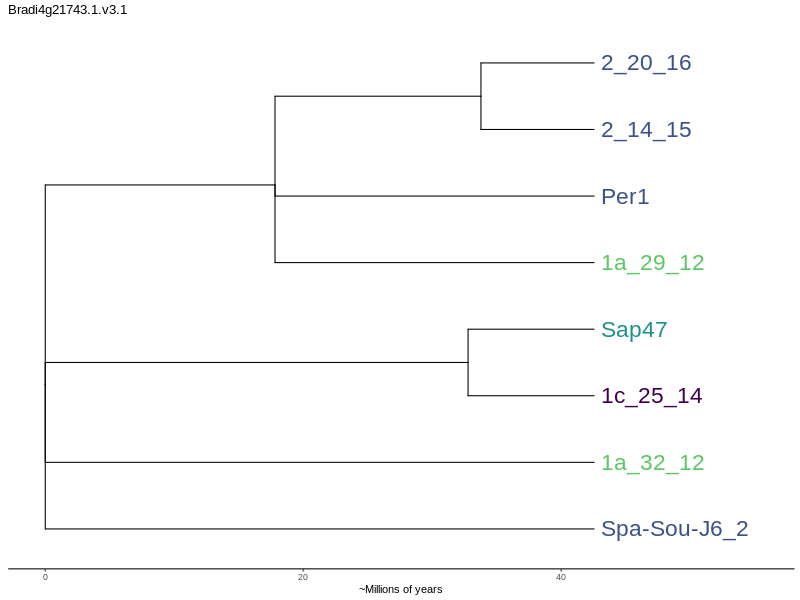 Bradi4g21743.1.v3.1
2_20_16
2_14_15
Per1
1a_29_12
Sap47
1c_25_14
1a_32_12
Spa-Sou-J6_2
0 20 40
~Millions of years